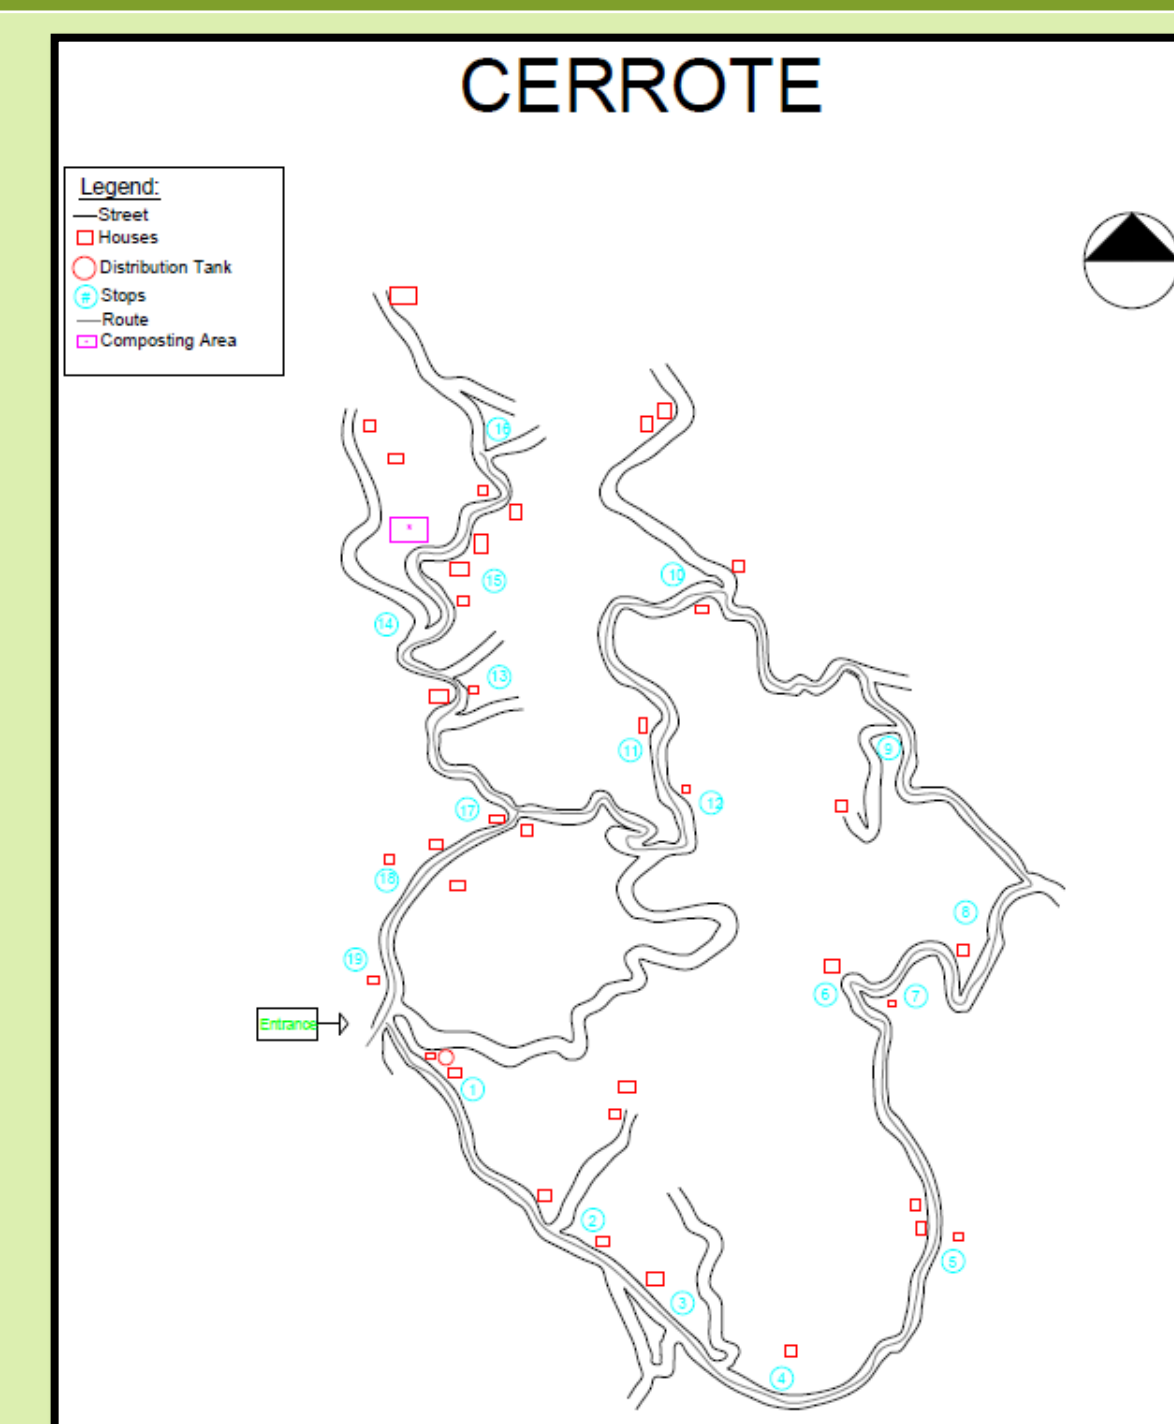 CERROTE
Legend:
Street
Houses
Distribution Tank
# Stops
Route
Composting Area
16
10
15
14
13
11
9
12
17
18
8
19
6
7
Entrance
1
2
5
3
4